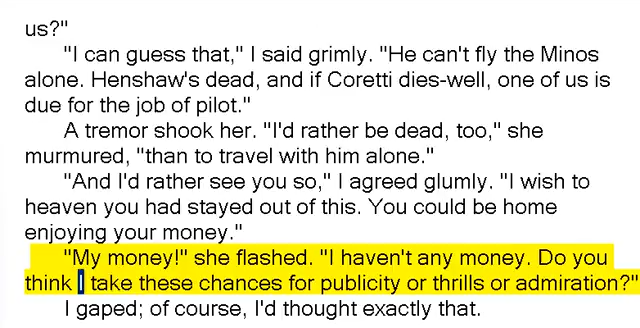 us?"
"I can guess that," I said grimly. "He can't fly the Minos
alone. Henshaw's dead, and if Coretti dies-well, one of us is
due for the job of pilot."
A tremor shook her. "I'd rather be dead, too," she
murmured, "than to travel with him alone."
"And I'd rather see you so," I agreed glumly. "I wish to
heaven you had stayed out of this. You could be home
enjoying your money."
"My money!" she flashed. "I haven't any money. Do you
think I take these chances for publicity or thrills or admiration?"
I gaped; of course, I'd thought exactly that.